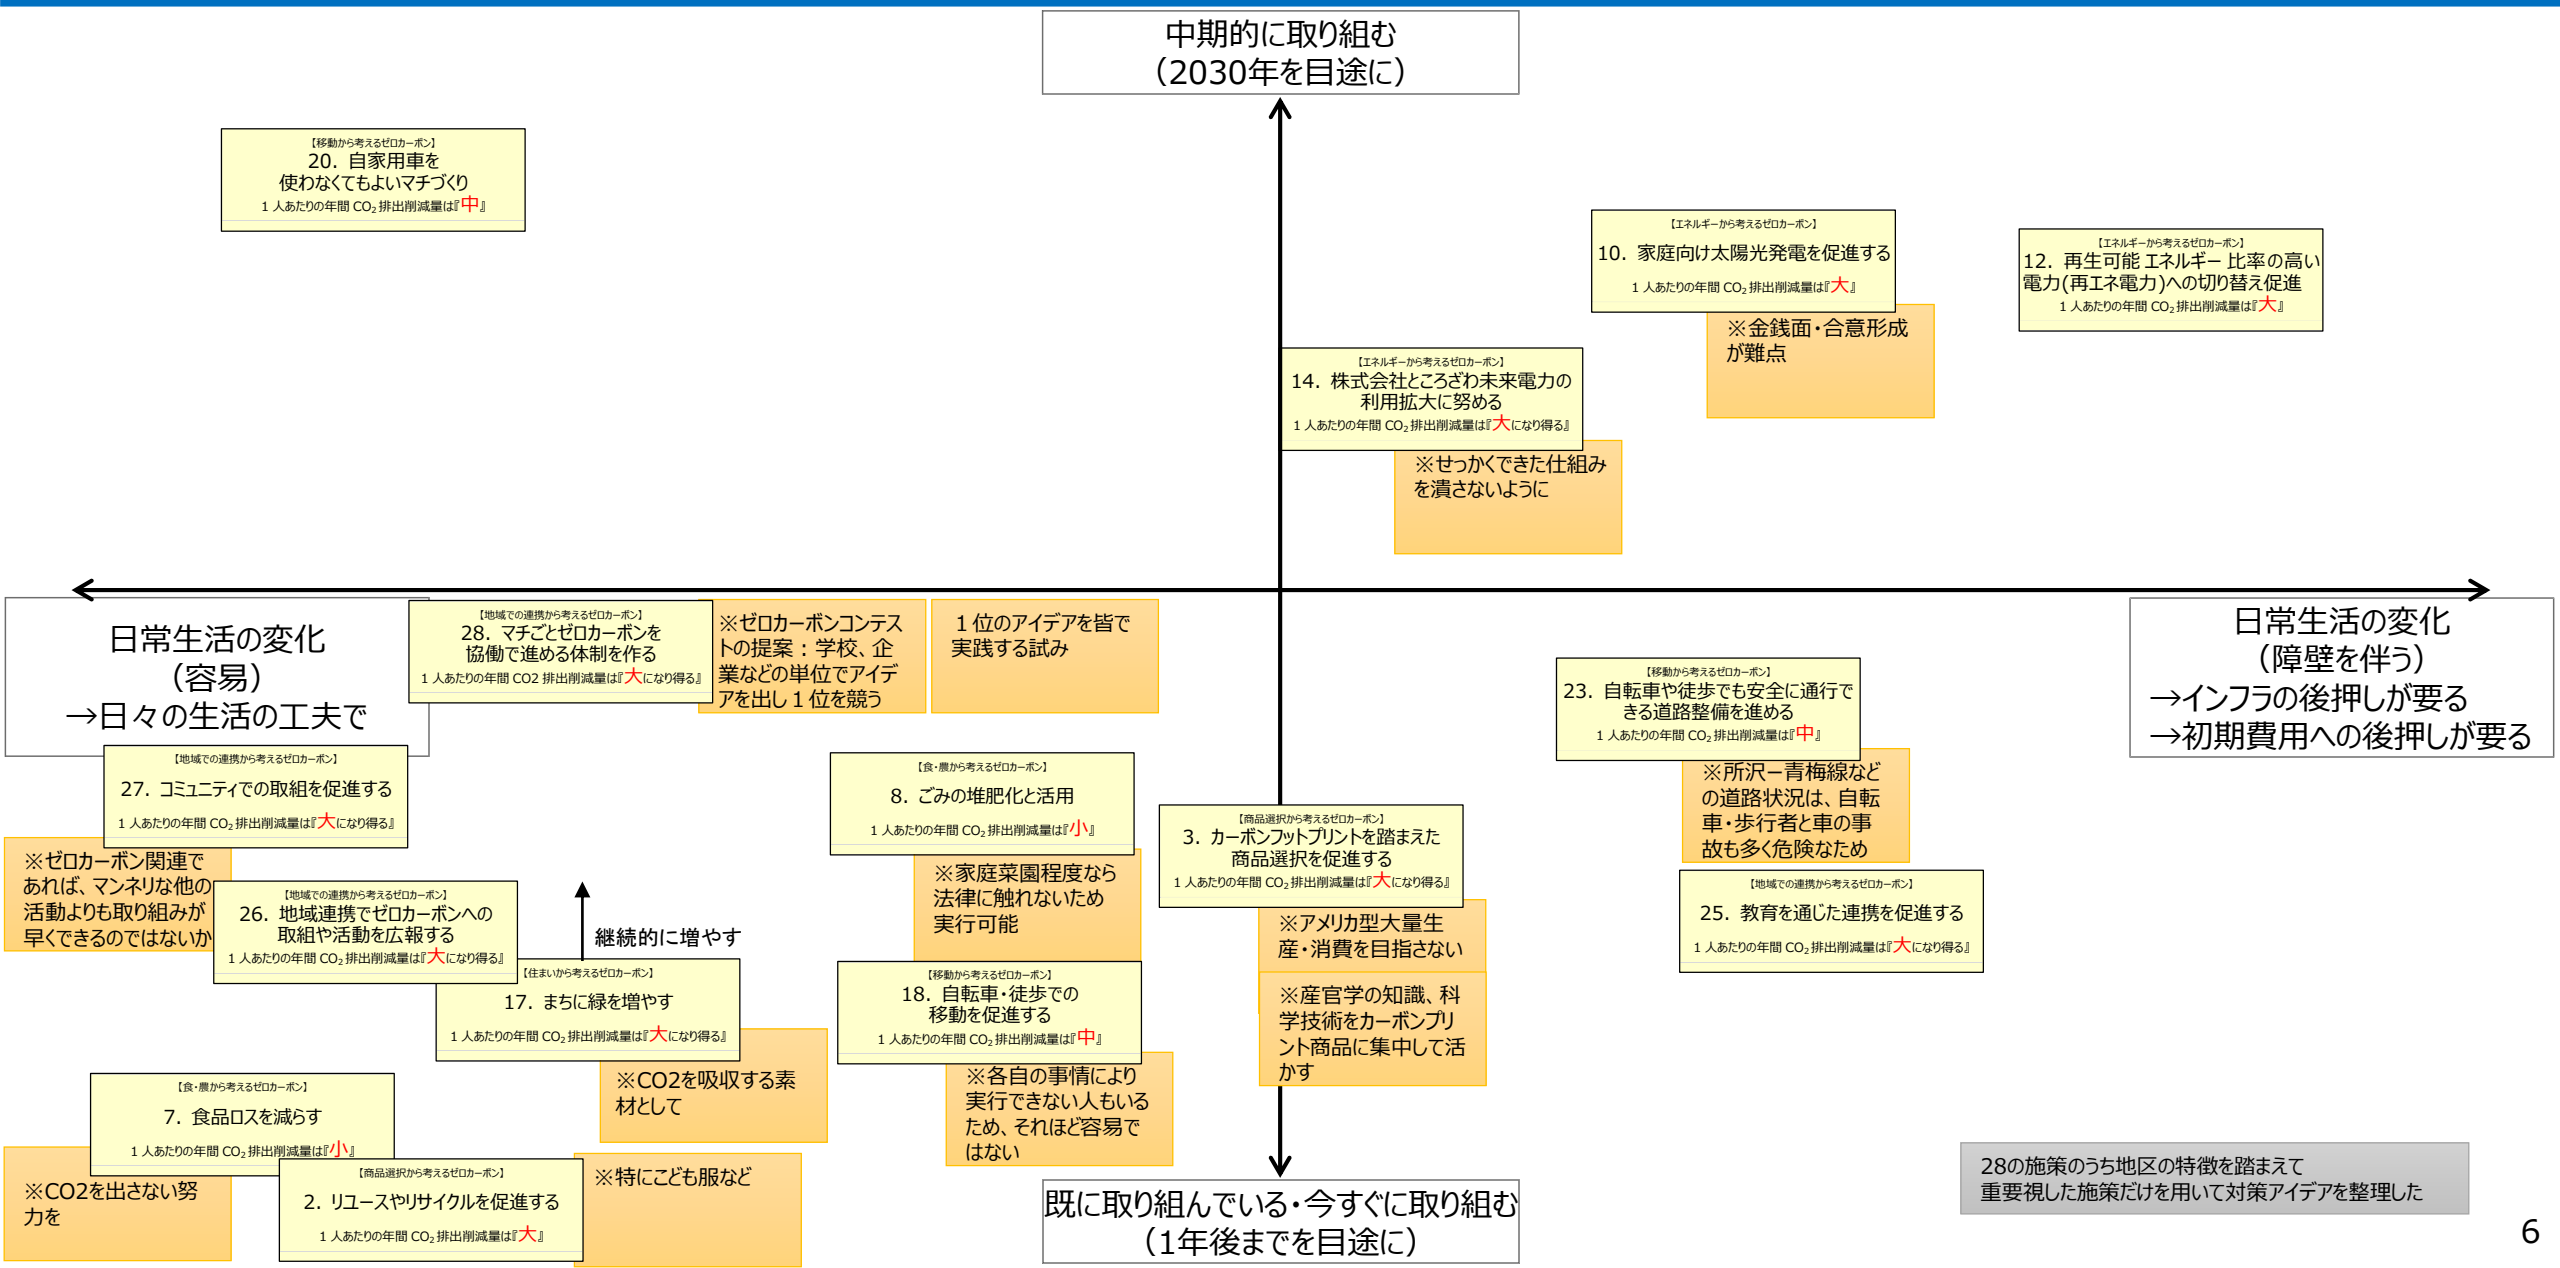 中期的に取り組む
（2030年を目途に）
【移動から考えるゼロカーボン】
20. 自家用車を
使わなくてもよいマチづくり
1 人あたりの年間 CO₂ 排出削減量は『中』
【エネルギーから考えるゼロカーボン】
10. 家庭向け太陽光発電を促進する
1 人あたりの年間 CO₂ 排出削減量は『大』
※金銭面・合意形成
が難点
【エネルギーから考えるゼロカーボン】
12. 再生可能 エネルギー 比率の高い
電力(再エネ電力)への切り替え促進
1 人あたりの年間 CO₂ 排出削減量は『大』
【エネルギーから考えるゼロカーボン】
14. 株式会社ところざわ未来電力の
利用拡大に努める
1 人あたりの年間 CO₂ 排出削減量は『大になり得る』
※せっかくできた仕組み
を潰さないように
日常生活の変化
（容易）
→日々の生活の工夫で
【地域での連携から考えるゼロカーボン】
28. マチごとゼロカーボンを
協働で進める体制を作る
1 人あたりの年間 CO2 排出削減量は『大になり得る』
※ゼロカーボンコンテス
トの提案：学校、企
業などの単位でアイデ
アを出し１位を競う
１位のアイデアを皆で
実践する試み
日常生活の変化
（障壁を伴う）
→インフラの後押しが要る
→初期費用への後押しが要る
【移動から考えるゼロカーボン】
23. 自転車や徒歩でも安全に通行で
きる道路整備を進める
1 人あたりの年間 CO₂ 排出削減量は『中』
※所沢ー青梅線など
の道路状況は、自転
車・歩行者と車の事
故も多く危険なため
【地域での連携から考えるゼロカーボン】
27. コミュニティでの取組を促進する
1 人あたりの年間 CO₂ 排出削減量は『大になり得る』
※ゼロカーボン関連で
あれば、マンネリな他の
活動よりも取り組みが
早くできるのではないか
【食・農から考えるゼロカーボン】
8. ごみの堆肥化と活用
1 人あたりの年間 CO₂ 排出削減量は『小』
※家庭菜園程度なら
法律に触れないため
実行可能
【商品選択から考えるゼロカーボン】
3. カーボンフットプリントを踏まえた
商品選択を促進する
1 人あたりの年間 CO₂ 排出削減量は『大になり得る』
※アメリカ型大量生
産・消費を目指さない
※産官学の知識、科
学技術をカーボンプリ
ント商品に集中して活
かす
【地域での連携から考えるゼロカーボン】
25. 教育を通じた連携を促進する
1 人あたりの年間 CO₂ 排出削減量は『大になり得る』
【地域での連携から考えるゼロカーボン】
26. 地域連携でゼロカーボンへの
取組や活動を広報する
1 人あたりの年間 CO₂ 排出削減量は『大になり得る』
継続的に増やす
【住まいから考えるゼロカーボン】
17. まちに緑を増やす
1 人あたりの年間 CO₂ 排出削減量は『大になり得る』
※CO2を吸収する素
材として
【移動から考えるゼロカーボン】
18. 自転車・徒歩での
移動を促進する
1 人あたりの年間 CO₂ 排出削減量は『中』
※各自の事情により
実行できない人もいる
ため、それほど容易で
はない
【食・農から考えるゼロカーボン】
7. 食品ロスを減らす
1 人あたりの年間 CO₂ 排出削減量は『小』
※CO2を出さない努
力を
【商品選択から考えるゼロカーボン】
2. リユースやリサイクルを促進する
1 人あたりの年間 CO₂ 排出削減量は『大』
※特にこども服など
既に取り組んでいる・今すぐに取り組む
（1年後までを目途に）
28の施策のうち地区の特徴を踏まえて
重要視した施策だけを用いて対策アイデアを整理した
6